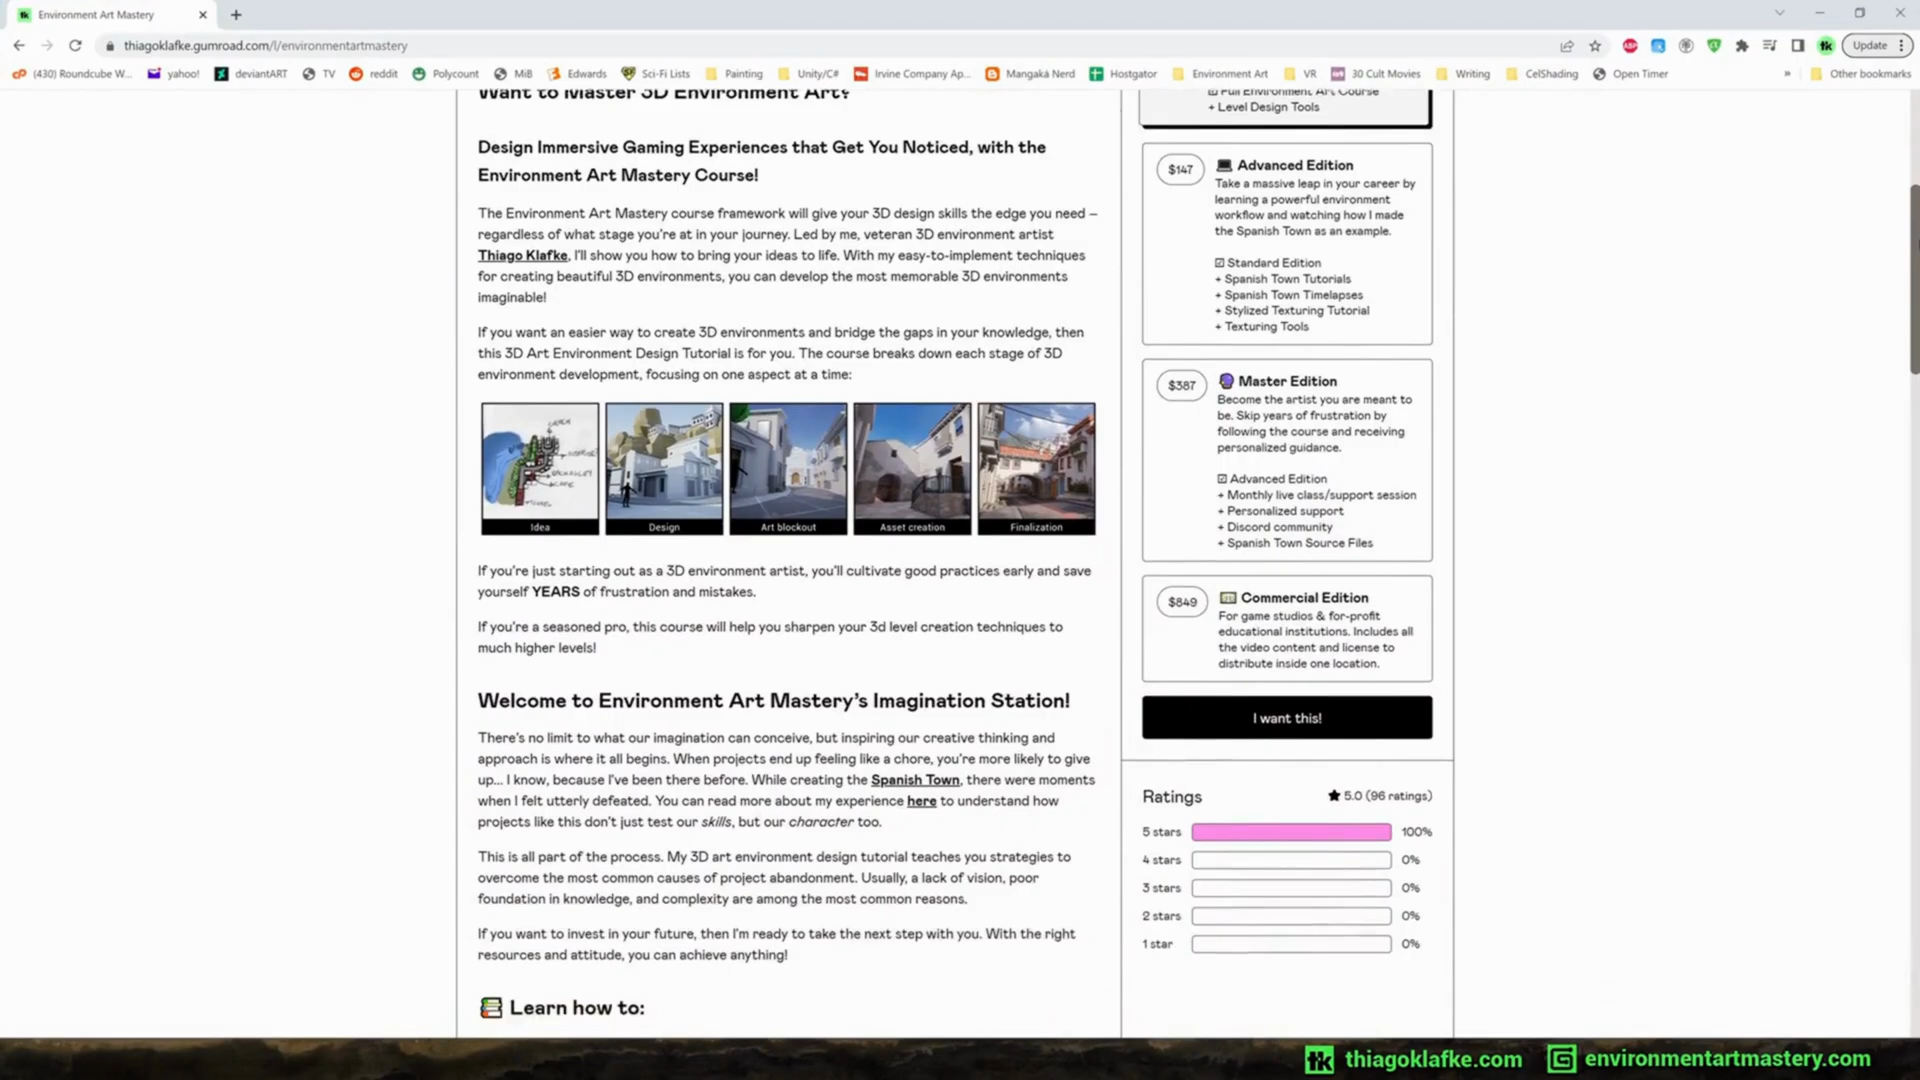 Environment Art Mastery
thiagoklafke.gumroad.com/l/environmentartmastery
Update
(430) Roundcube W...
yahoo!
deviantART
TV
reddit
Polycount
MiB
Edwards
Sci-Fi Lists
Painting
Unity/C#
Irvine Company Ap...
Mangaká Nerd
Hostgator
Environment Art
VR
30 Cult Movies
Writing
CelShading
Open Timer
»
Other bookmarks
Want to Master 3D Environment Art?
Design Immersive Gaming Experiences that Get You Noticed, with the
Environment Art Mastery Course!
The Environment Art Mastery course framework will give your 3D design skills the edge you need –
regardless of what stage you're at in your journey. Led by me, veteran 3D environment artist
Thiago Klafke, I'll show you how to bring your ideas to life. With my easy-to-implement techniques
for creating beautiful 3D environments, you can develop the most memorable 3D environments
imaginable!
If you want an easier way to create 3D environments and bridge the gaps in your knowledge, then
this 3D Art Environment Design Tutorial is for you. The course breaks down each stage of 3D
environment development, focusing on one aspect at a time:
Idea
Design
Art blockout
Asset creation
Finalization
If you're just starting out as a 3D environment artist, you'll cultivate good practices early and save
yourself YEARS of frustration and mistakes.
If you're a seasoned pro, this course will help you sharpen your 3d level creation techniques to
much higher levels!
Welcome to Environment Art Mastery's Imagination Station!
There's no limit to what our imagination can conceive, but inspiring our creative thinking and
approach is where it all begins. When projects end up feeling like a chore, you're more likely to give
up... I know, because I've been there before. While creating the Spanish Town, there were moments
when I felt utterly defeated. You can read more about my experience here to understand how
projects like this don't just test our skills, but our character too.
This is all part of the process. My 3D art environment design tutorial teaches you strategies to
overcome the most common causes of project abandonment. Usually, a lack of vision, poor
foundation in knowledge, and complexity are among the most common reasons.
If you want to invest in your future, then I'm ready to take the next step with you. With the right
resources and attitude, you can achieve anything!
Learn how to:
☑ Full Environment Art Course
+ Level Design Tools
$147
Advanced Edition
Take a massive leap in your career by
learning a powerful environment
workflow and watching how I made
the Spanish Town as an example.
☑ Standard Edition
+ Spanish Town Tutorials
+ Spanish Town Timelapses
+ Stylized Texturing Tutorial
+ Texturing Tools
$387
Master Edition
Become the artist you are meant to
be. Skip years of frustration by
following the course and receiving
personalized guidance.
☑ Advanced Edition
+ Monthly live class/support session
+ Personalized support
+ Discord community
+ Spanish Town Source Files
$849
Commercial Edition
For game studios & for-profit
educational institutions. Includes all
the video content and license to
distribute inside one location.
I want this!
Ratings
★ 5.0 (96 ratings)
5 stars 100%
4 stars 0%
3 stars 0%
2 stars 0%
1 star 0%
thiagoklafke.com
environmentartmastery.com